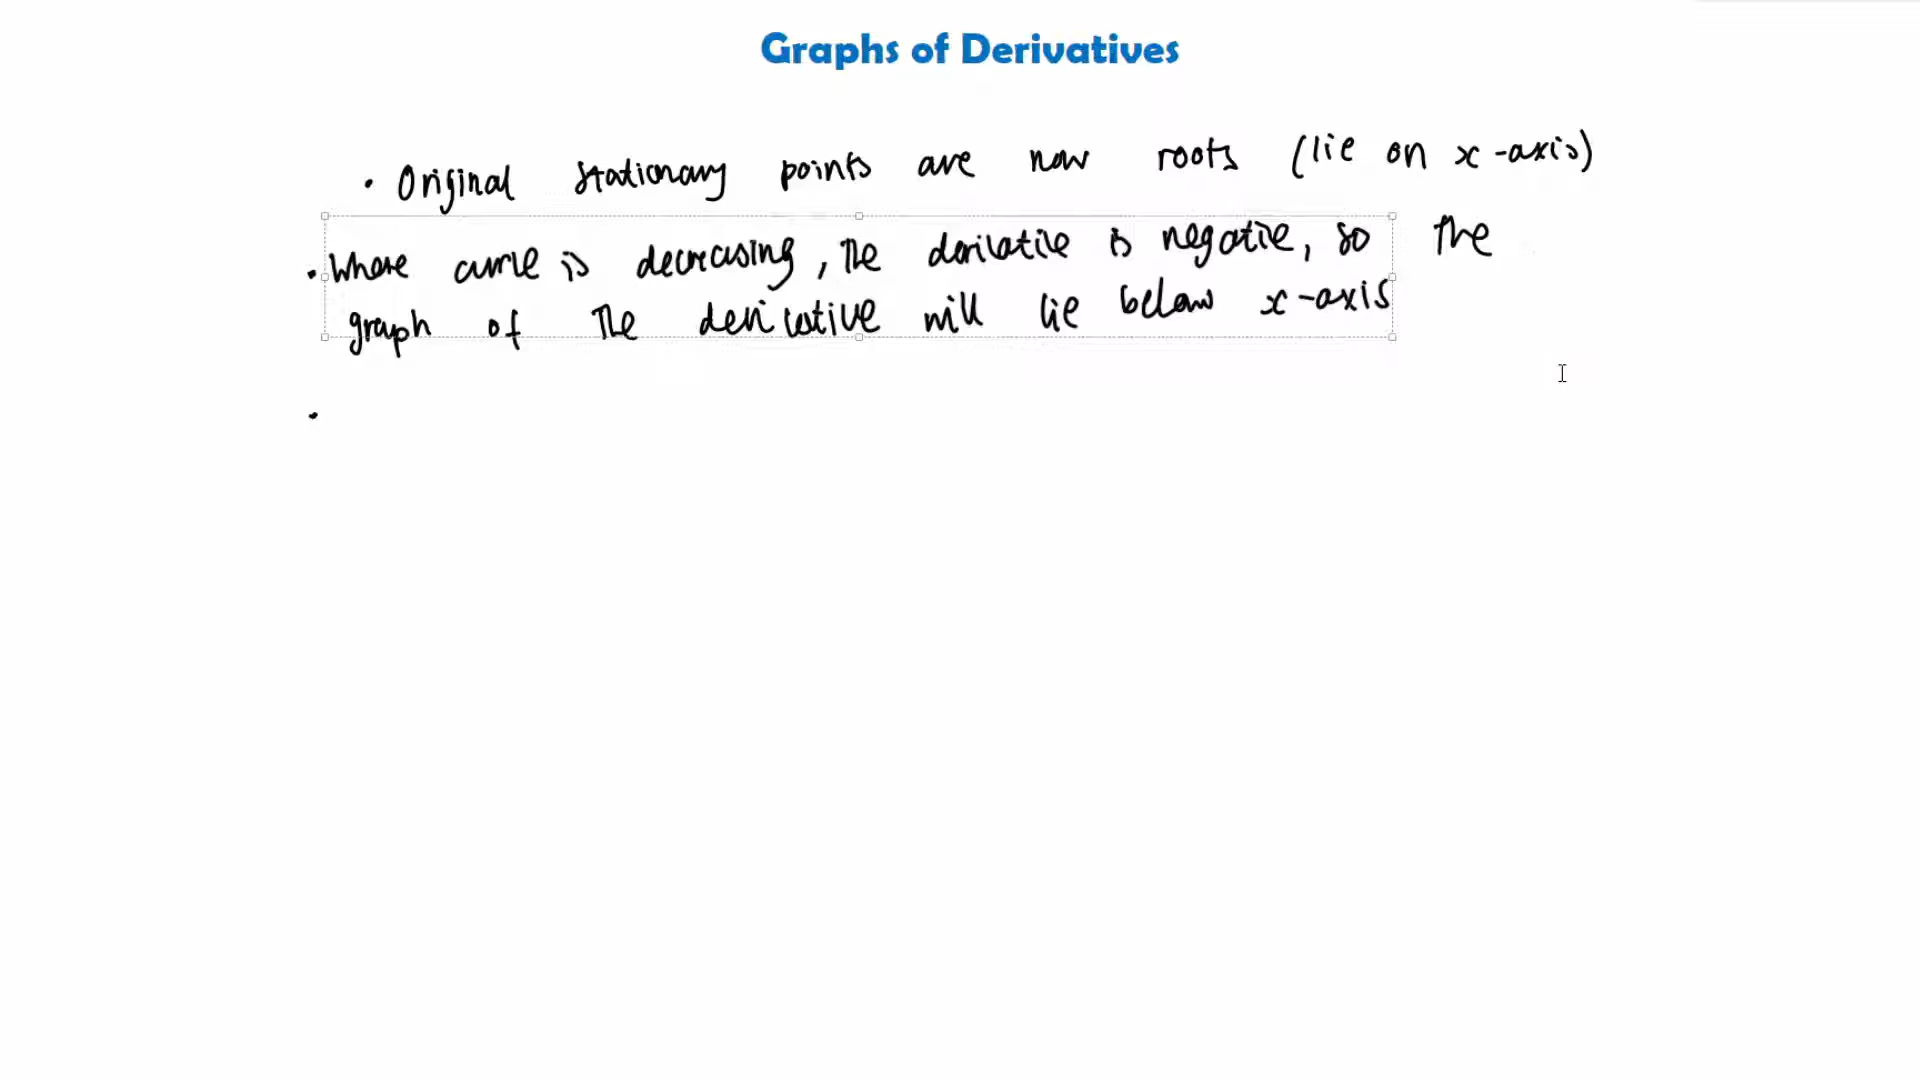 Graphs of Derivatives
• Original stationary points are now roots (lie on x-axis)
• Where curve is decreasing, the derivative is negative, so the
graph of the derivative will lie below x-axis
•